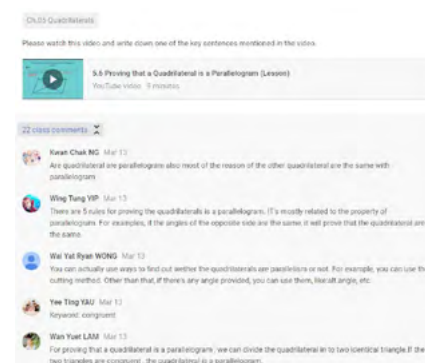 Ch.03 Quadrilaterals
Please watch this video and write down one of the key sentences mentioned in the video.
5.6 Proving that a Quadrilateral is a Parallelogram (Lesson)
YouTube video 9 minutes
22 class comments
Kwan Chak NG Mar 13
Are quadrilateral are parallelogram also most of the reason of the other quadrilateral are the same with
parallelogram
Wing Tung YIP Mar 13
There are 5 rules for proving the quadrilaterals is a parallelogram. IT's mostly related to the property of
parallelogram. For examples, if the angles of the opposite side are the same it will prove that the quadrilateral are
the same.
Wai Yat Ryan WONG Mar 13
You can actually use ways to find out wether the quadrilaterals are parallelism or not. For example, you can use the
cutting method. Other than that, if there's any angle provided, you can use them, like alt angle, etc.
Yee Ting YAU Mar 13
Keyword: congruent
Wan Yuet LAM Mar 13
For proving that a quadrilateral is a parallelogram, we can divide the quadrilateral in to two identical triangle.If the
two triangles are congruent, the quadrilateral is a parallelogram.